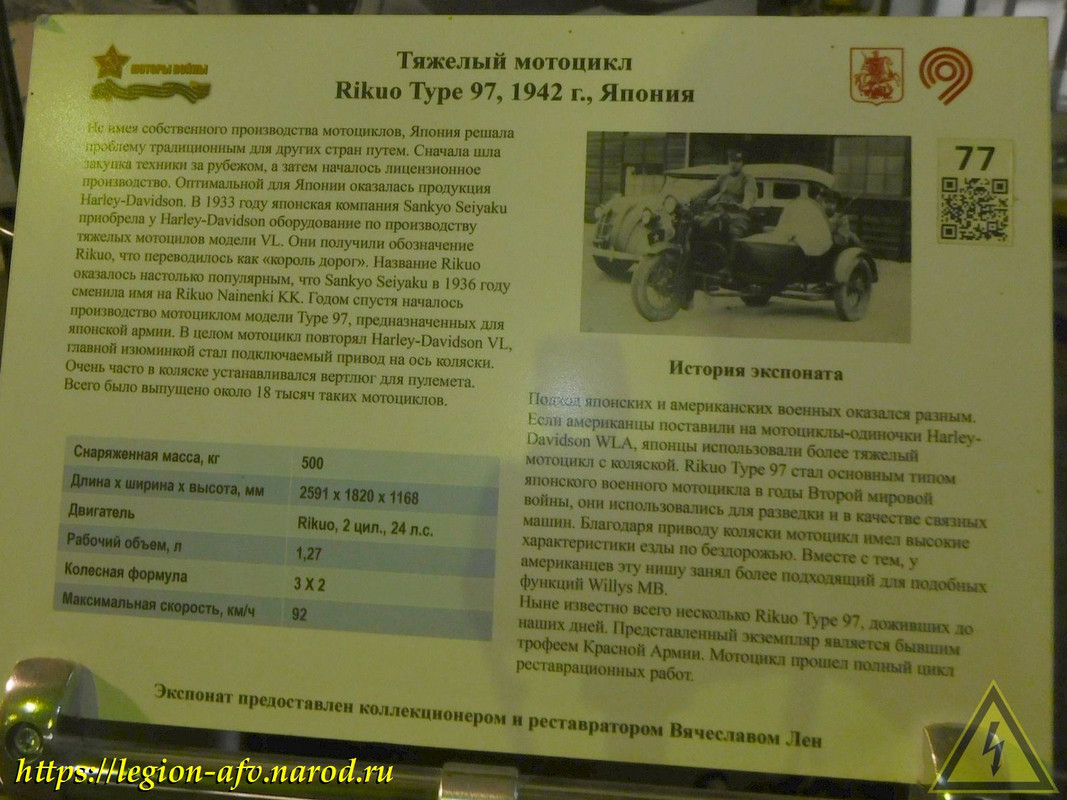 МОТОРЫ ВОЙНЫ
Тяжелый мотоцикл
Rikuo Type 97, 1942 г., Япония
Не имея собственного производства мотоциклов, Япония решала
проблему традиционным для других стран путем. Сначала шла
закупка техники за рубежом, а затем началось лицензионное
производство. Оптимальной для Японии оказалась продукция
Harley-Davidson. В 1933 году японская компания Sankyo Seiyaku
приобрела у Harley-Davidson оборудование по производству
тяжелых мотоцилов модели VL. Они получили обозначение
Rikuo, что переводилось как «король дорог». Название Rikuo
оказалось настолько популярным, что Sankyo Seiyaku в 1936 году
сменила имя на Rikuo Nainenki KK. Годом спустя началось
производство мотоциклом модели Type 97, предназначенных для
японской армии. В целом мотоцикл повторял Harley-Davidson VL,
главной изюминкой стал подключаемый привод на ось коляски.
Очень часто в коляске устанавливался вертлюг для пулемета.
Всего было выпущено около 18 тысяч таких мотоциклов.
Снаряженная масса, кг 500
Длина х ширина х высота, мм 2591 х 1820 х 1168
Двигатель Rikuo, 2 цил., 24 л.с.
Рабочий объем, л 1,27
Колесная формула 3 X 2
Максимальная скорость, км/ч 92
77
История экспоната
Подход японских и американских военных оказался разным.
Если американцы поставили на мотоциклы-одиночки Harley-
Davidson WLA, японцы использовали более тяжелый
мотоцикл с коляской. Rikuo Type 97 стал основным типом
японского военного мотоцикла в годы Второй мировой
войны, они использовались для разведки и в качестве связных
машин. Благодаря приводу коляски мотоцикл имел высокие
характеристики езды по бездорожью. Вместе с тем, у
американцев эту нишу занял более подходящий для подобных
функций Willys MB.
Ныне известно всего несколько Rikuo Type 97, доживших до
наших дней. Представленный экземпляр является бывшим
трофеем Красной Армии. Мотоцикл прошел полный цикл
реставрационных работ.
Экспонат предоставлен коллекционером и реставратором Вячеславом Лен
https://legion-afv.narod.ru